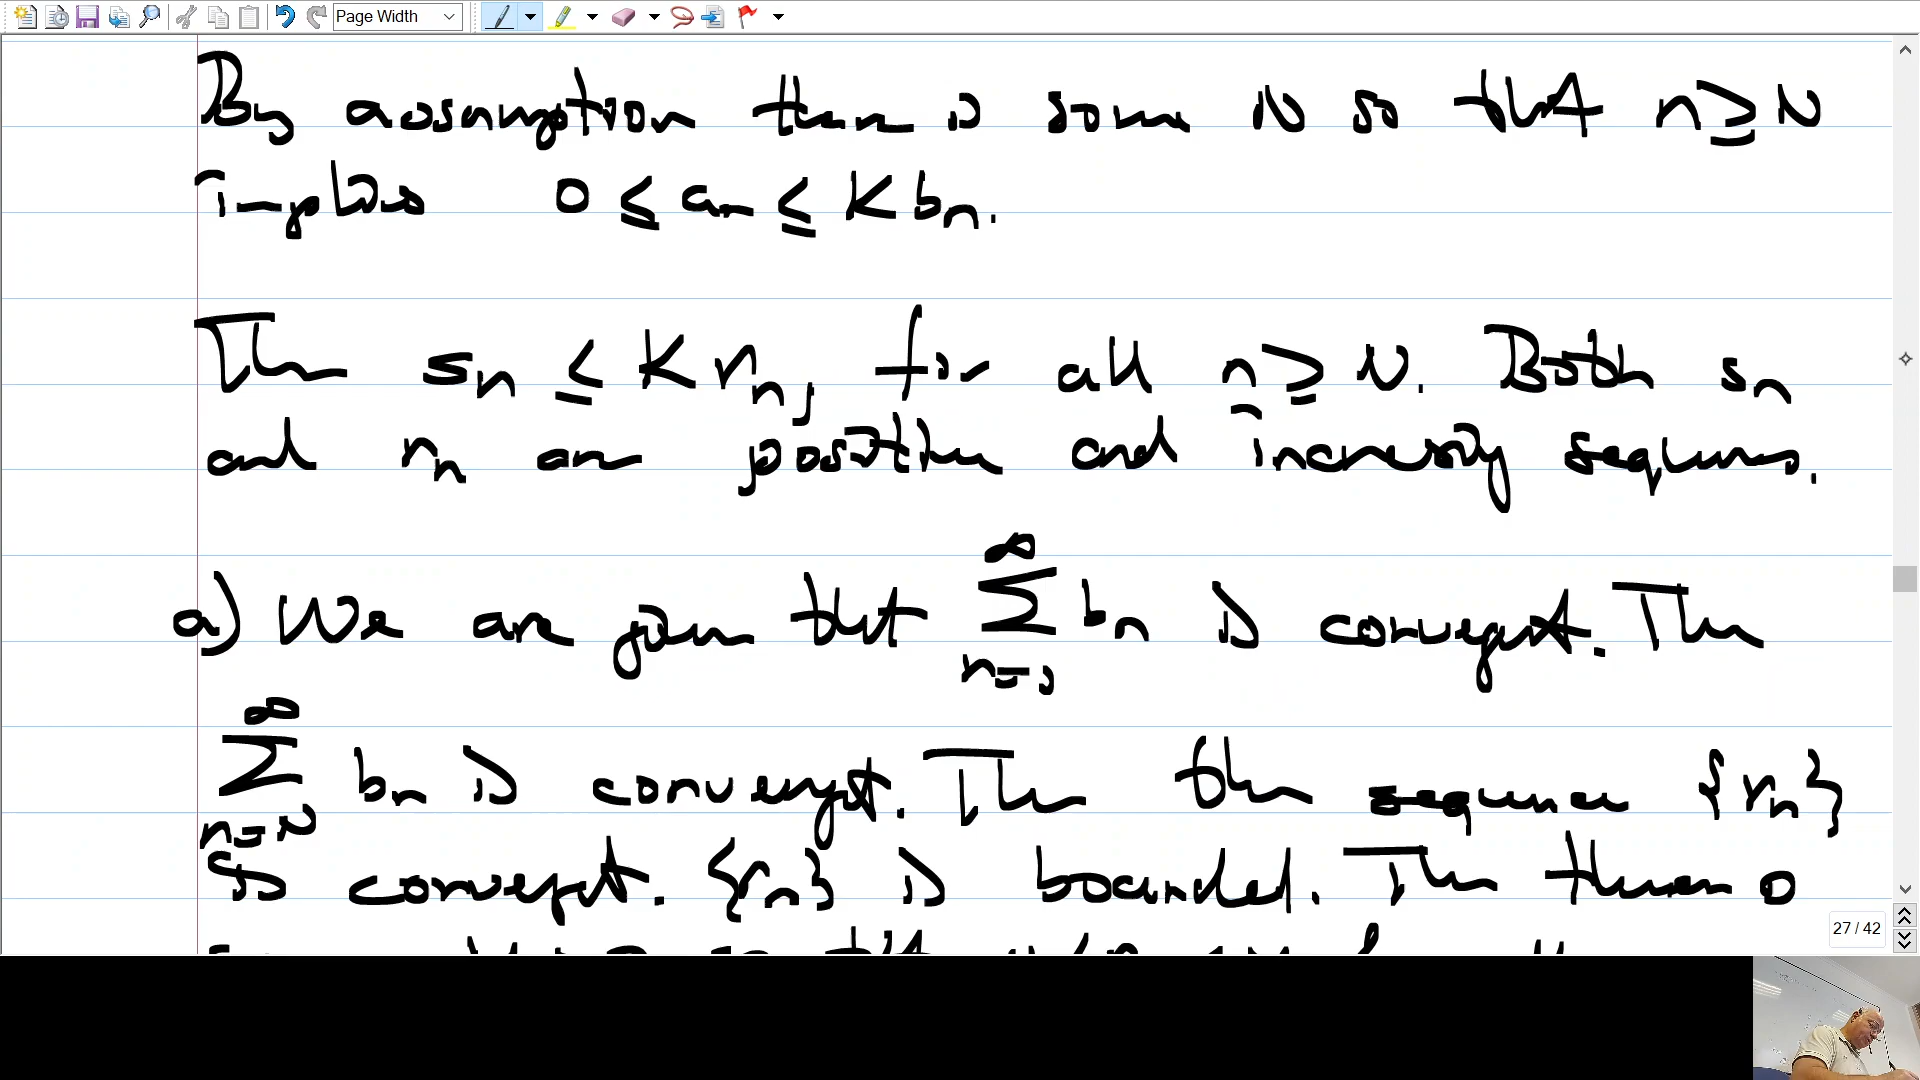 Page Width
By assumption there is some N so that n ≥ N
implies 0 ≤ an ≤ K bn.
Then sn ≤ K rn, for all n ≥ N. Both sn
and rn are positive and increasing sequences.
a) We are given that ∞∑n=1 bn is convergent. Then
∞∑n=N bn is convergent. Then the sequence {rn}
is convergent. {rn} is bounded. Then there is
27 / 42